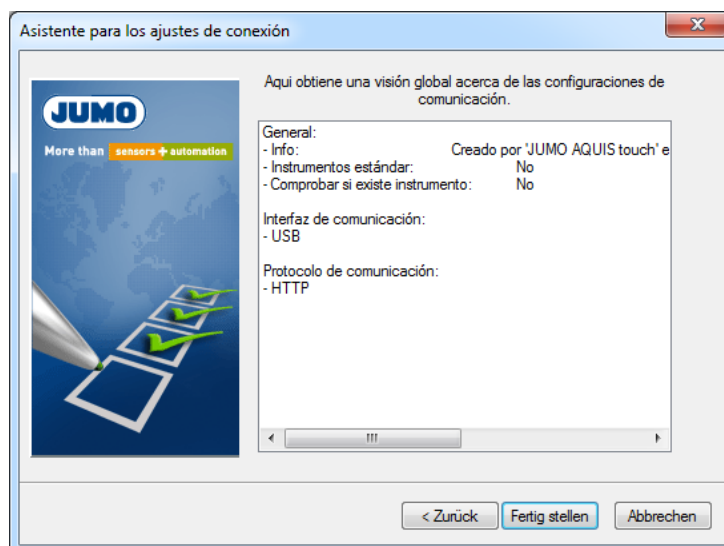 Asistente para los ajustes de conexión
JUMO
More than sensors + automation
Aqui obtiene una visión global acerca de las configuraciones de
comunicación.
General:
- Info: Creado por 'JUMO AQUIS touch' e
- Instrumentos estándar: No
- Comprobar si existe instrumento: No
Interfaz de comunicación:
- USB
Protocolo de comunicación:
- HTTP
< Zurück
Fertig stellen
Abbrechen